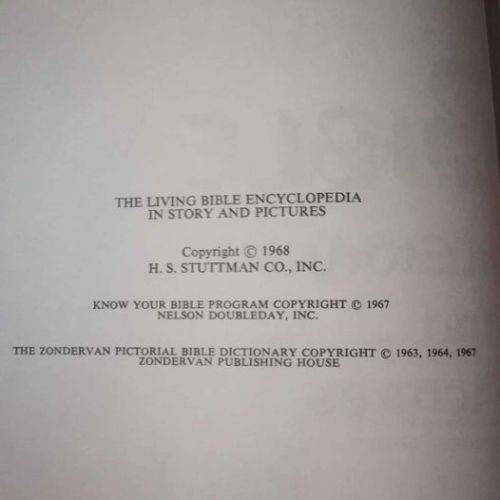 THE LIVING BIBLE ENCYCLOPEDIA
IN STORY AND PICTURES
Copyright © 1968
H. S. STUTTMAN CO., INC.
KNOW YOUR BIBLE PROGRAM COPYRIGHT © 1967
NELSON DOUBLEDAY, INC.
THE ZONDERVAN PICTORIAL BIBLE DICTIONARY COPYRIGHT © 1963, 1964, 1967
ZONDERVAN PUBLISHING HOUSE